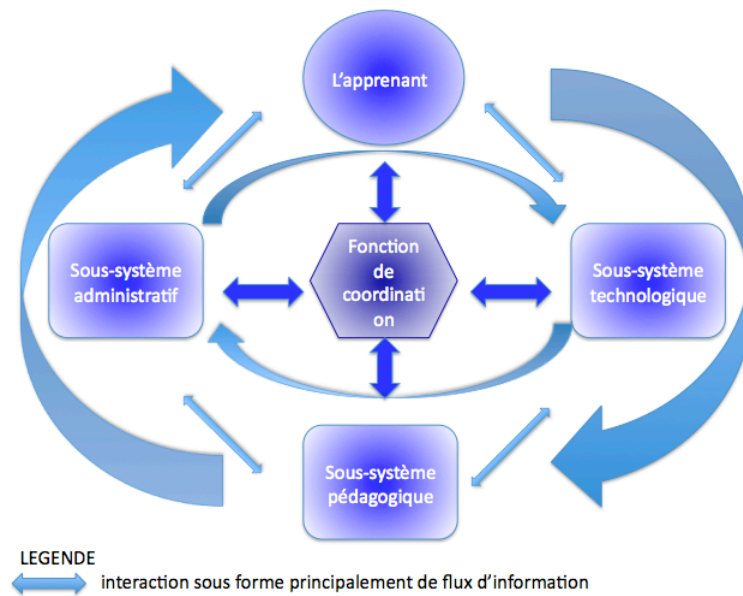 L'apprenant
Sous-système
administratif
Fonction
de
coordinati
on
Sous-système
technologique
Sous-système
pédagogique
LEGENDE
interaction sous forme principalement de flux d'information